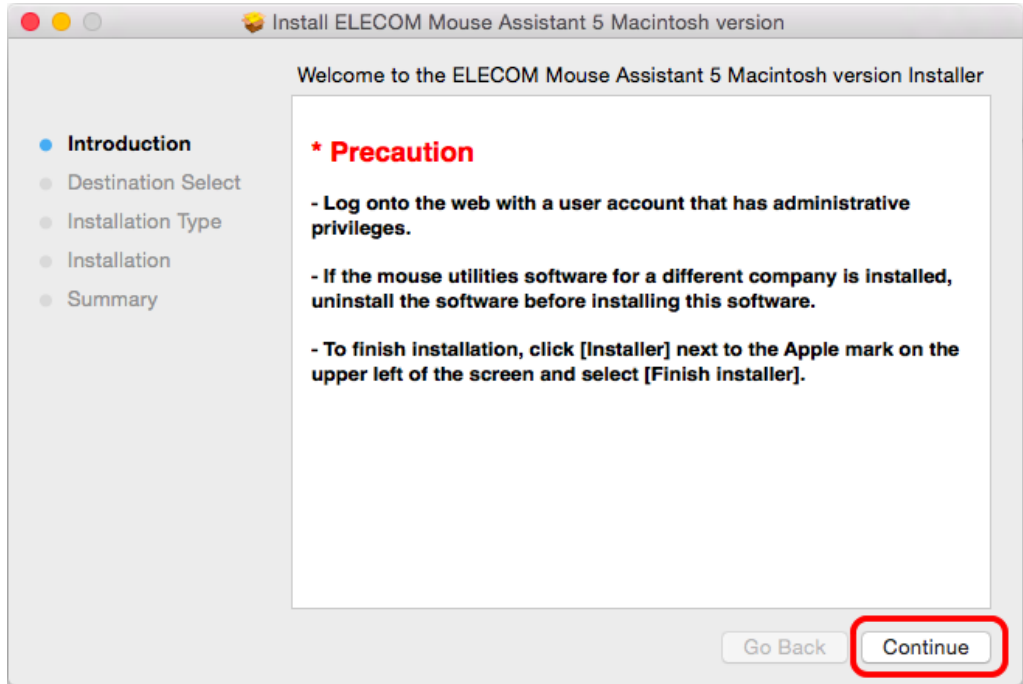 Install ELECOM Mouse Assistant 5 Macintosh version
Welcome to the ELECOM Mouse Assistant 5 Macintosh version Installer
Introduction
Destination Select
Installation Type
Installation
Summary
* Precaution
- Log onto the web with a user account that has administrative
privileges.
- If the mouse utilities software for a different company is installed,
uninstall the software before installing this software.
- To finish installation, click [Installer] next to the Apple mark on the
upper left of the screen and select [Finish installer].
Go Back
Continue